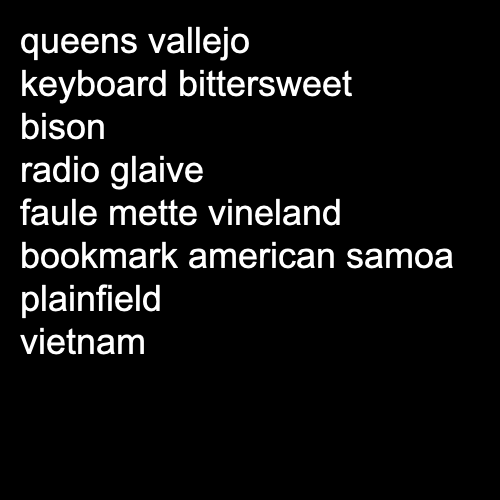 queens vallejo
keyboard bittersweet
bison
radio glaive
faule mette vineland
bookmark american samoa
plainfield
vietnam